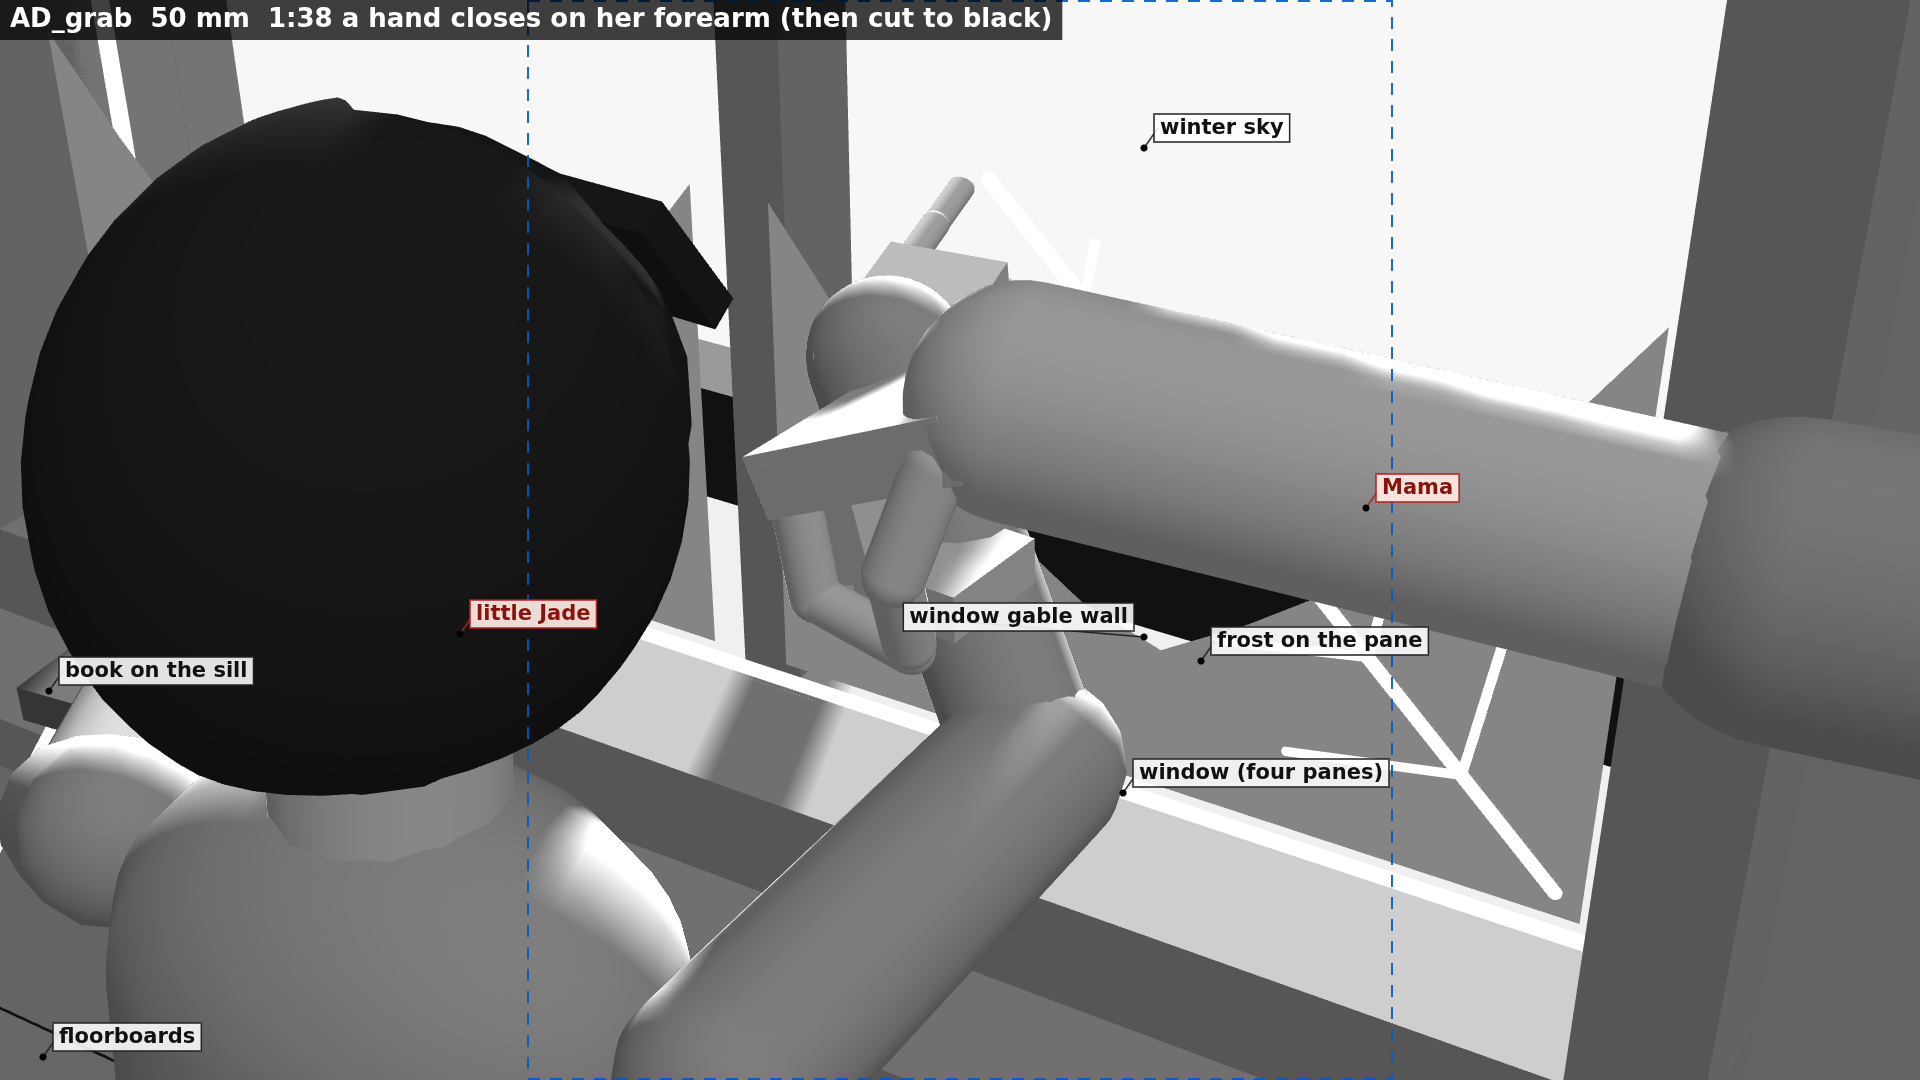 AD_grab 50 mm 1:38 a hand closes on her forearm (then cut to black)
winter sky
Mama
little Jade
window gable wall
frost on the pane
book on the sill
window (four panes)
floorboards